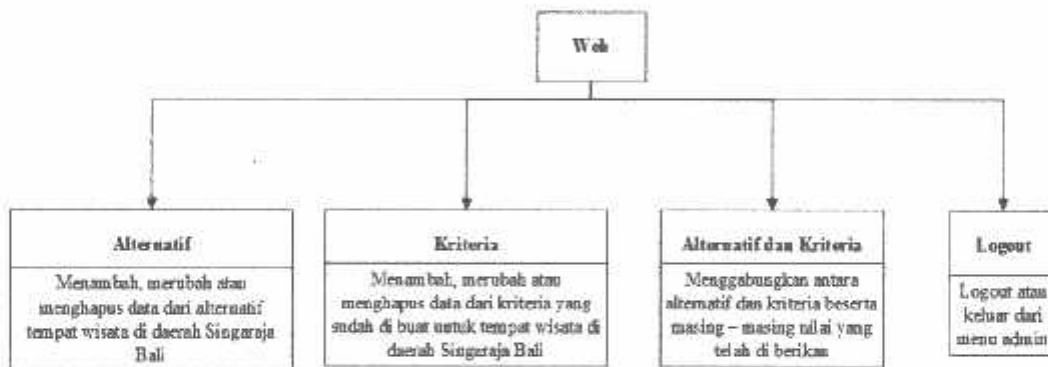 Web
Alternatif
Menambah, merubah atau
menghapus data dari alternatif
tempat wisata di daerah Singaraja
Bali
Kriteria
Menambah, merubah atau
menghapus data dari kriteria yang
sudah di buat untuk tempat wisata di
daerah Singaraja Bali
Alternatif dan Kriteria
Menggabungkan antara
alternatif dan kriteria beserta
masing – masing nilai yang
telah di berikan
Logout
Logout atau
keluar dari
menu admin